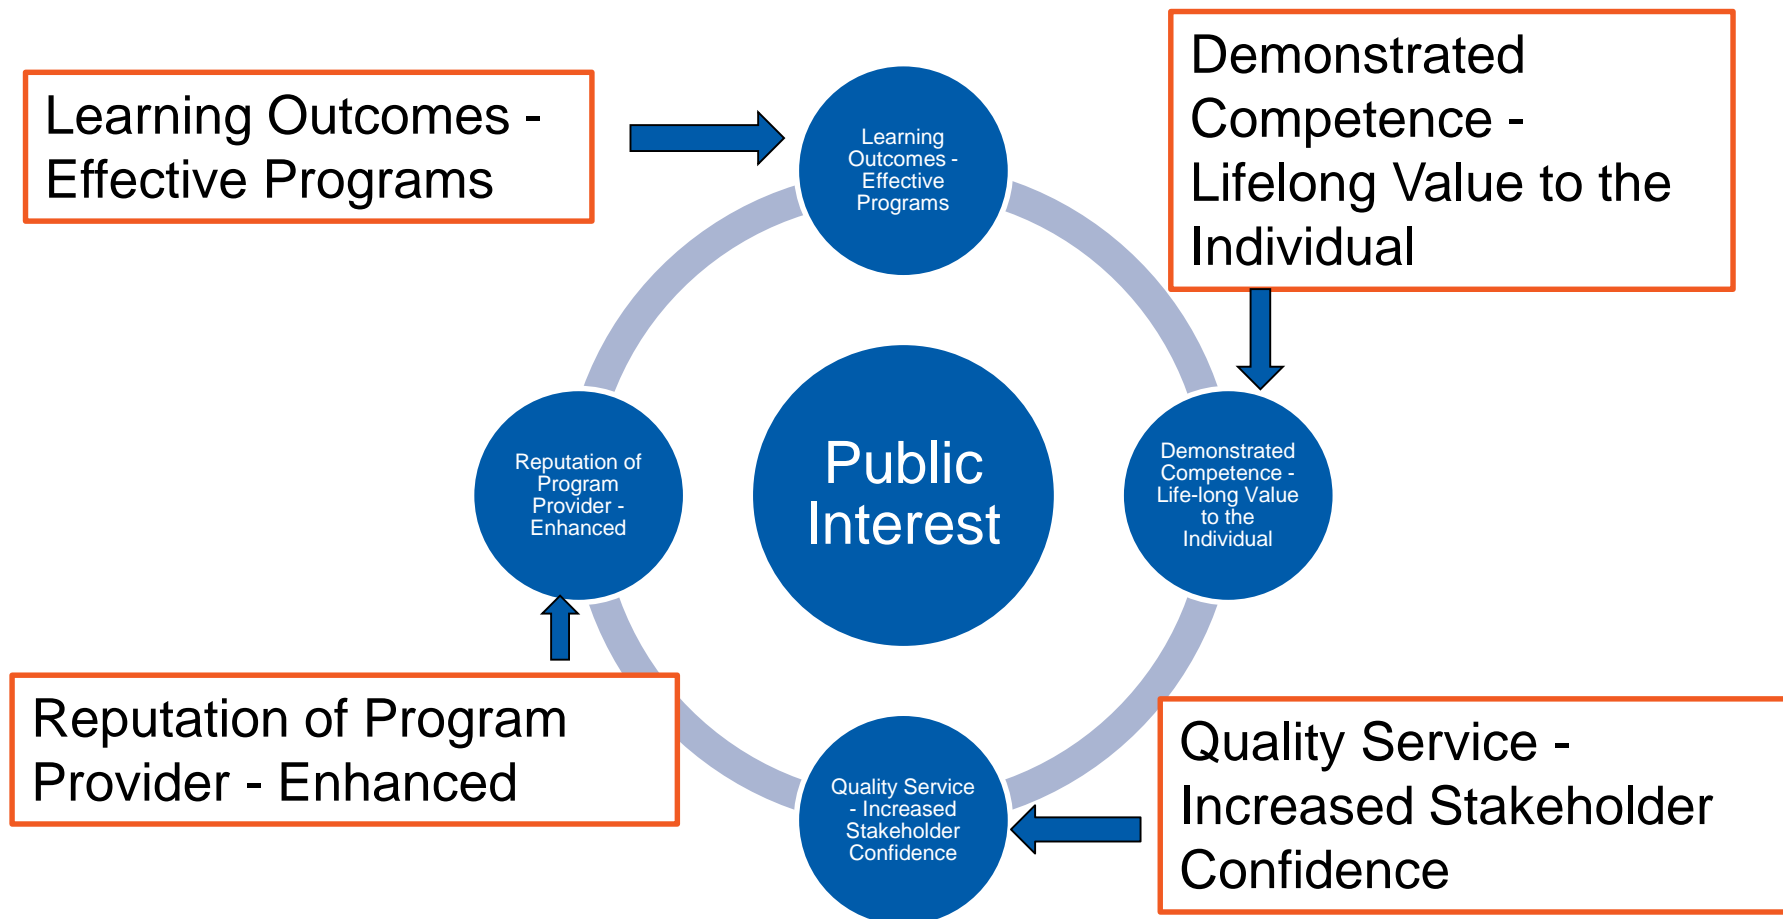 Learning Outcomes -
Effective Programs
Demonstrated
Competence -
Lifelong Value to the
Individual
Learning
Outcomes -
Effective
Programs
Reputation of
Program
Provider -
Enhanced
Public
Interest
Demonstrated
Competence -
Life-long Value
to the
Individual
Reputation of Program
Provider - Enhanced
Quality Service
- Increased
Stakeholder
Confidence
Quality Service -
Increased Stakeholder
Confidence